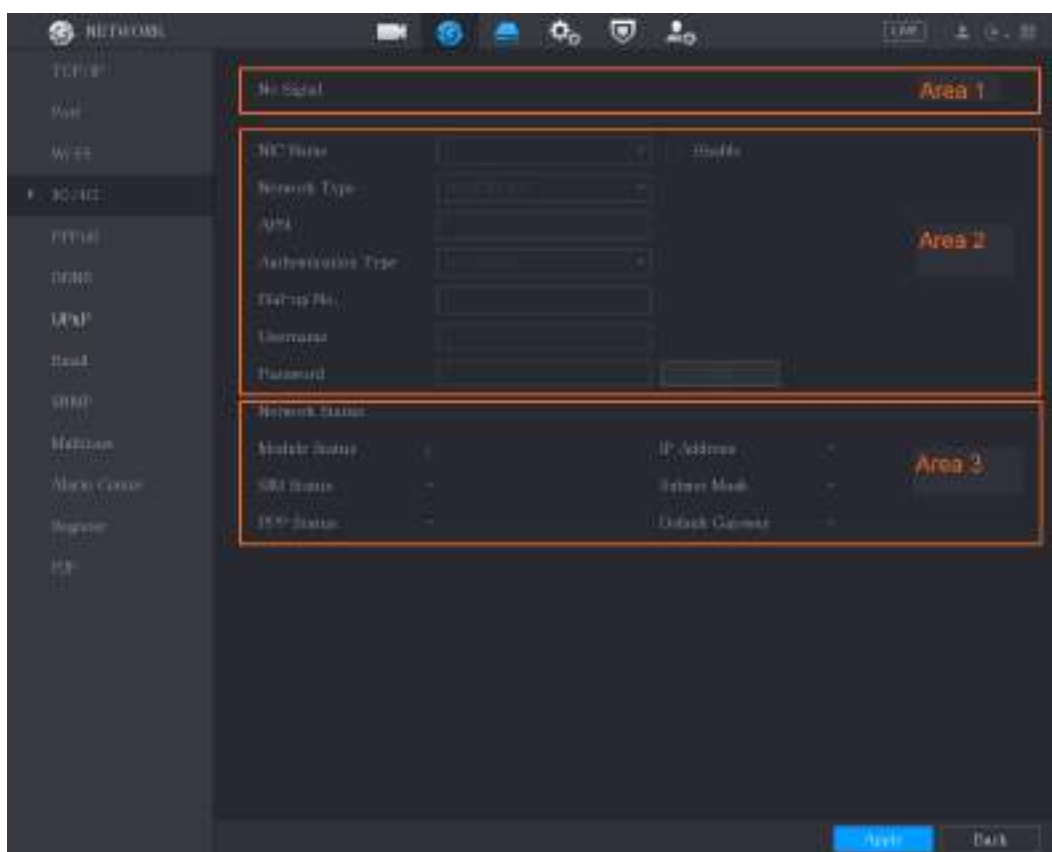 NETWORK
LIVE
TCP/IP
Port
3G/4G
PPPoE
DDNS
UPnP
Email
SNMP
Multicast
Alarm Center
Register
P2P
No Signal
Area 1
NIC Name
Enable
Network Type
APN
Area 2
Authentication Type
Dial-up No.
Username
Password
Network Status
Module Status
IP Address
Area 3
SIM Status
Subnet Mask
PPP Status
Default Gateway
Apply
Back